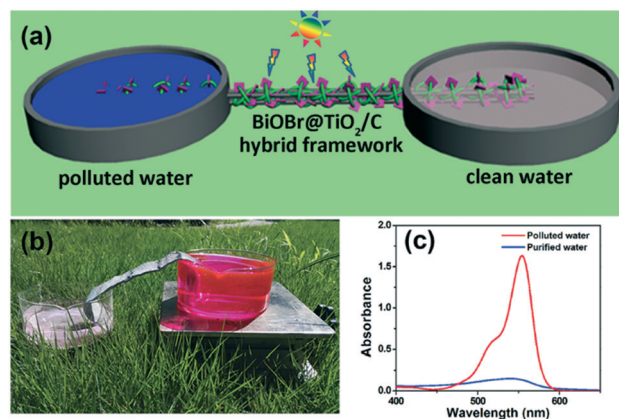 (a)
BiOBr@TiO₂/C
hybrid framework
polluted water
clean water
(b)
(c)
Polluted water
Purified water
2.0
1.5
1.0
0.5
0.0
Absorbance
400
500
600
Wavelength (nm)